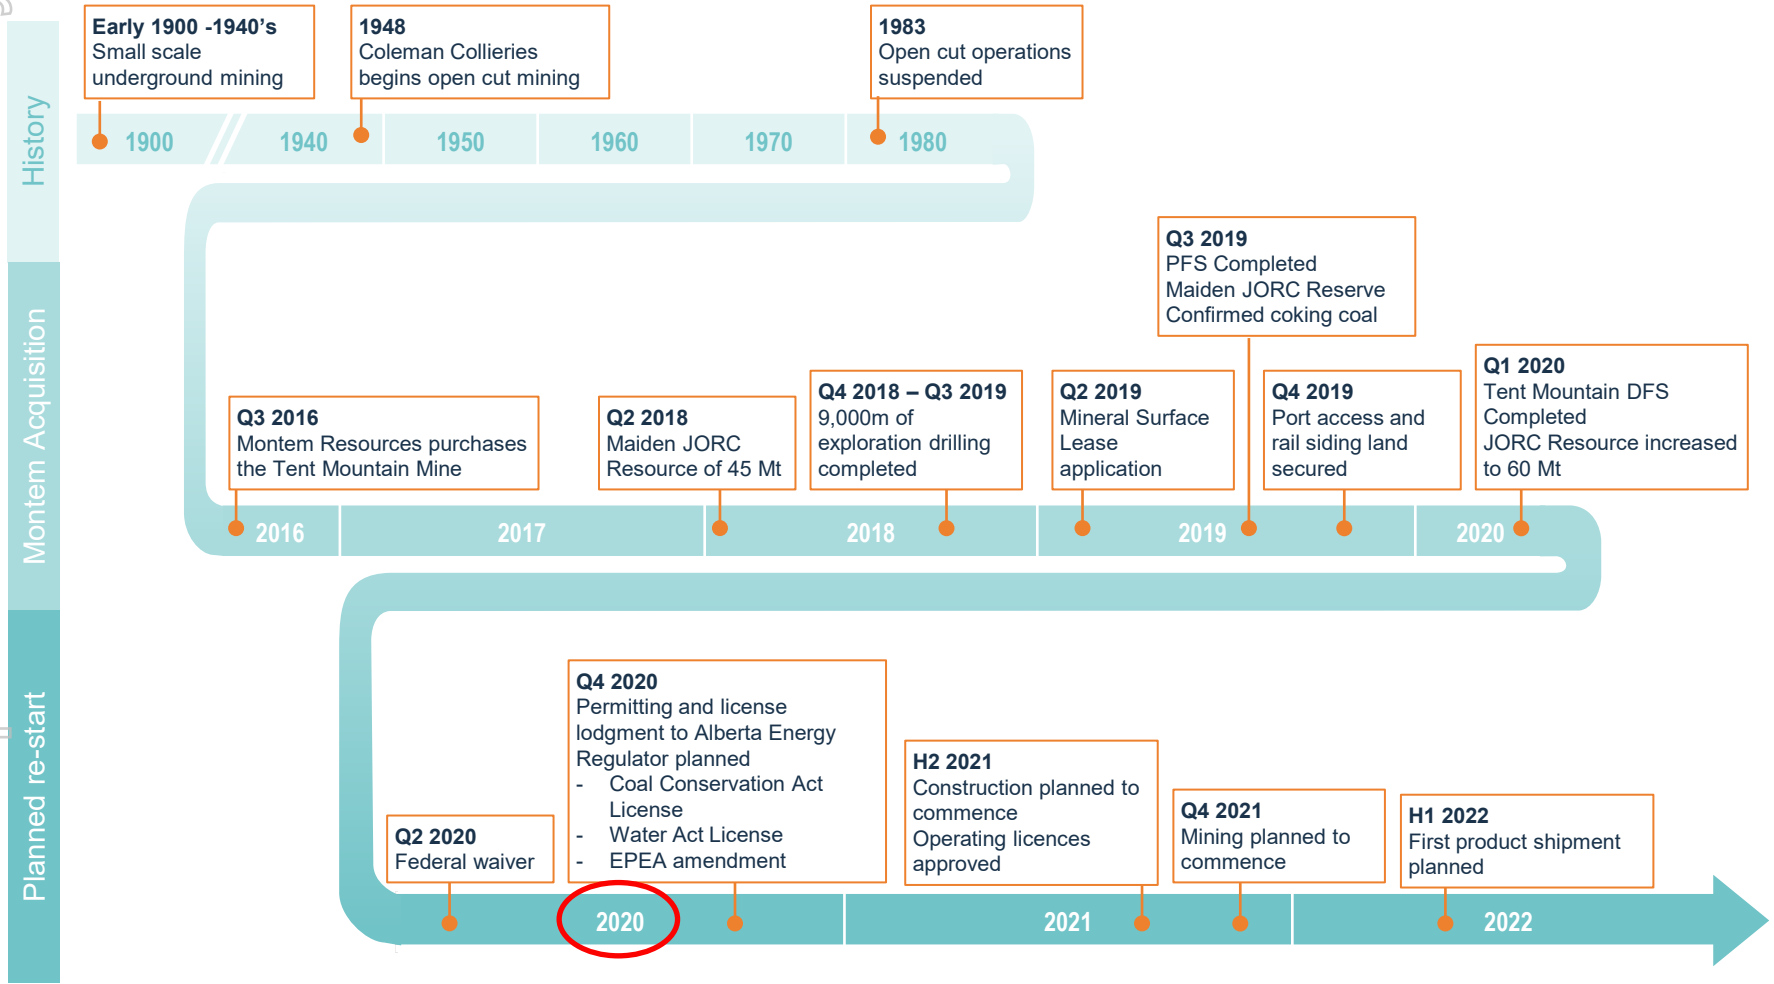 History
Early 1900 -1940’s
Small scale
underground mining
1948
Coleman Collieries
begins open cut mining
1983
Open cut operations
suspended
1900
1940
1950
1960
1970
1980
Montem Acquisition
Q3 2016
Montem Resources purchases
the Tent Mountain Mine
Q2 2018
Maiden JORC
Resource of 45 Mt
Q4 2018 – Q3 2019
9,000m of
exploration drilling
completed
Q2 2019
Mineral Surface
Lease
application
Q3 2019
PFS Completed
Maiden JORC Reserve
Confirmed coking coal
Q4 2019
Port access and
rail siding land
secured
Q1 2020
Tent Mountain DFS
Completed
JORC Resource increased
to 60 Mt
2016
2017
2018
2019
2020
Planned re-start
Q2 2020
Federal waiver
Q4 2020
Permitting and license
lodgment to Alberta Energy
Regulator planned
- Coal Conservation Act
License
- Water Act License
- EPEA amendment
H2 2021
Construction planned to
commence
Operating licences
approved
Q4 2021
Mining planned to
commence
H1 2022
First product shipment
planned
2020
2021
2022